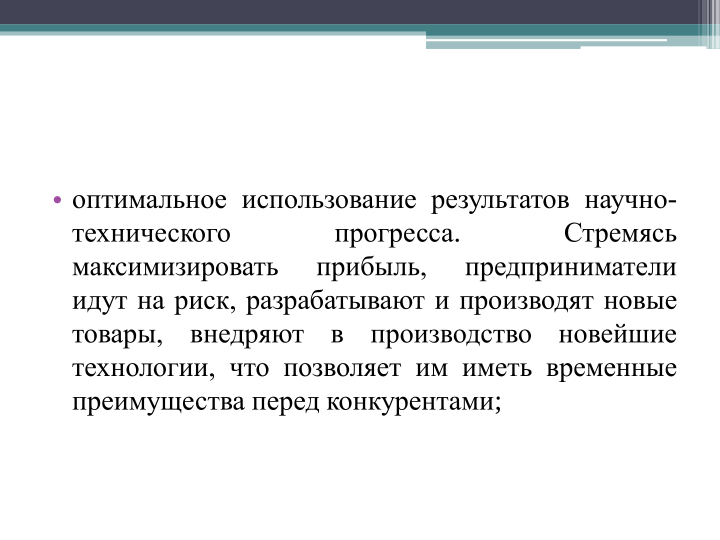 • оптимальное использование результатов научно-
технического прогресса. Стремясь
максимизировать прибыль, предприниматели
идут на риск, разрабатывают и производят новые
товары, внедряют в производство новейшие
технологии, что позволяет им иметь временные
преимущества перед конкурентами;